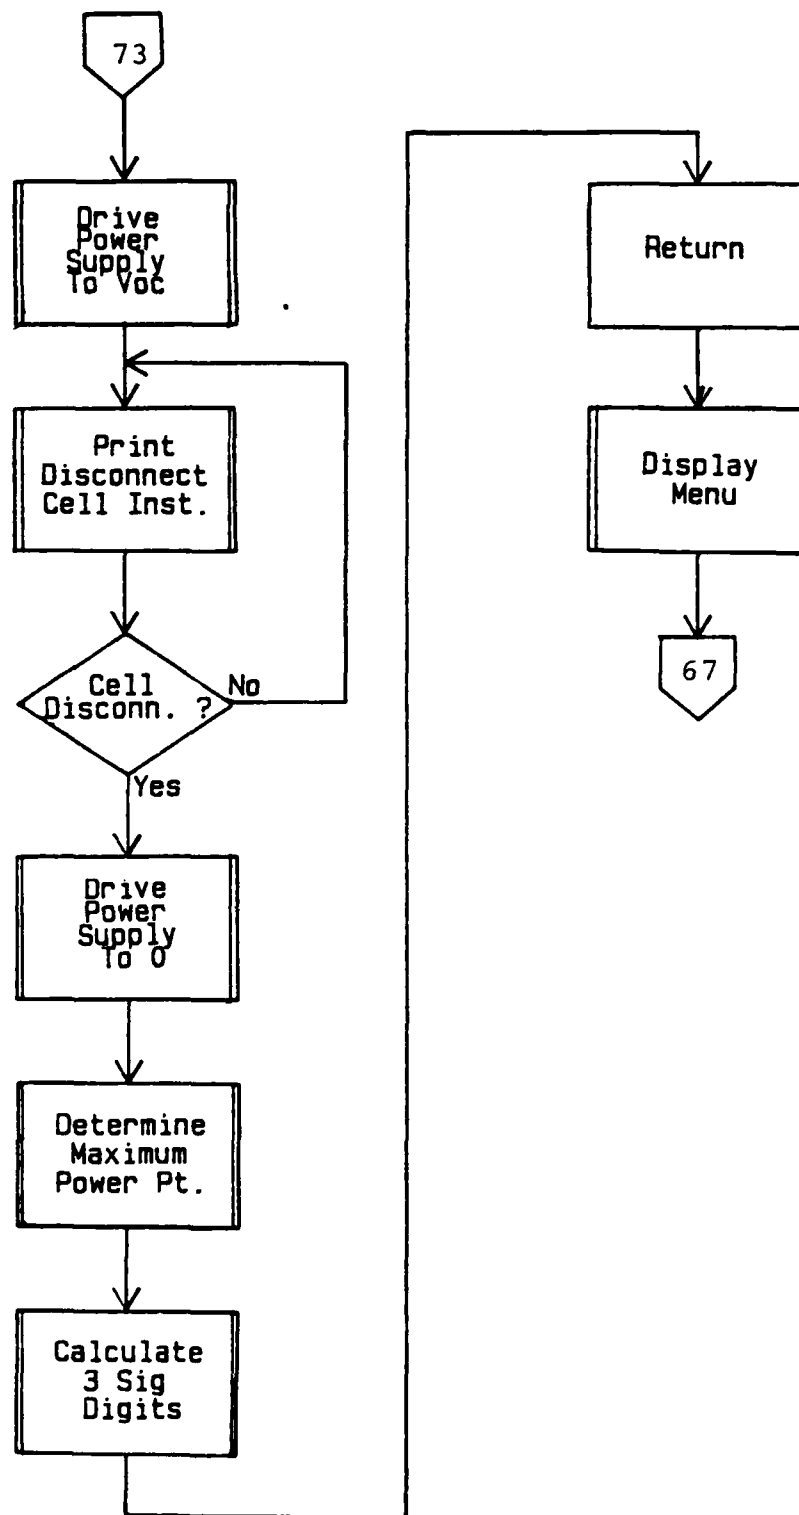 73
Drive
Power
Supply
To Voc
Print
Disconnect
Cell Inst.
Cell
Disconn. ?
No
Yes
Drive
Power
Supply
To 0
Determine
Maximum
Power Pt.
Calculate
3 Sig
Digits
Return
Display
Menu
67